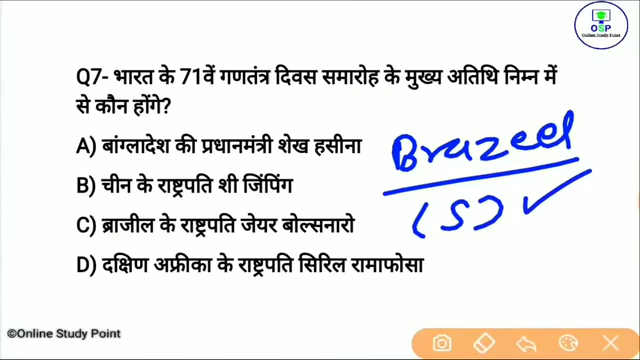 OSP
Online Study Point
Q7- भारत के 71वें गणतंत्र दिवस समारोह के मुख्य अतिथि निम्न में
से कौन होंगे?
A) बांग्लादेश की प्रधानमंत्री शेख हसीना
B) चीन के राष्ट्रपति शी जिंपिंग
C) ब्राजील के राष्ट्रपति जेयर बोल्सनारो
D) दक्षिण अफ्रीका के राष्ट्रपति सिरिल रामाफोसा
Brazeel
(S)
©Online Study Point